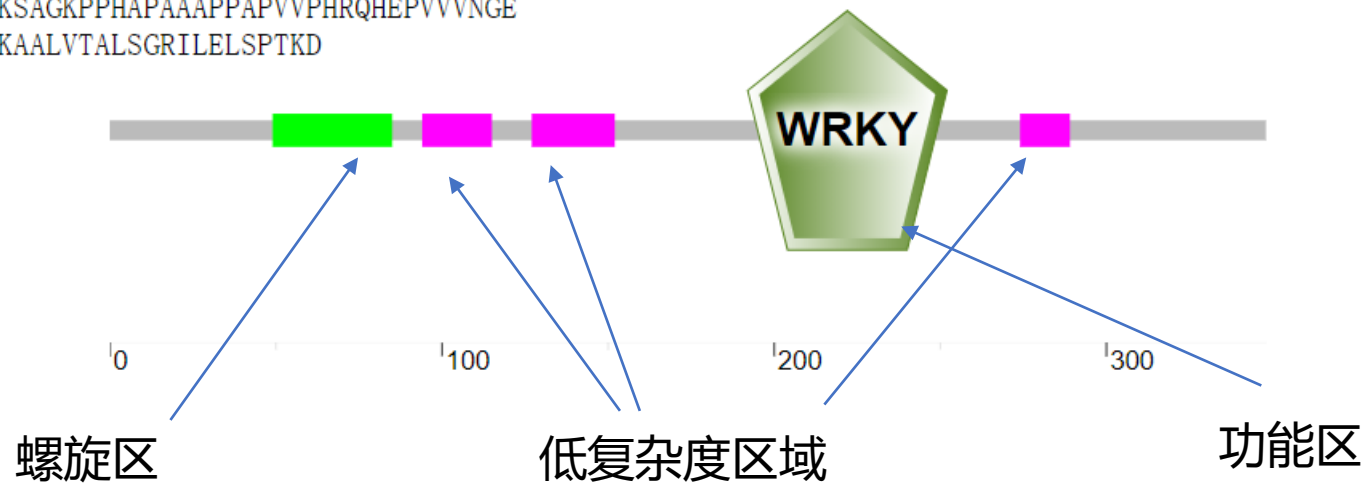 KSAGKPPHAPAAAPPAPVVPHRQHEPVVVNGE
KAALVTALSGRILELSPTKD
WRKY
0 100 200 300
螺旋区 低复杂度区域 功能区